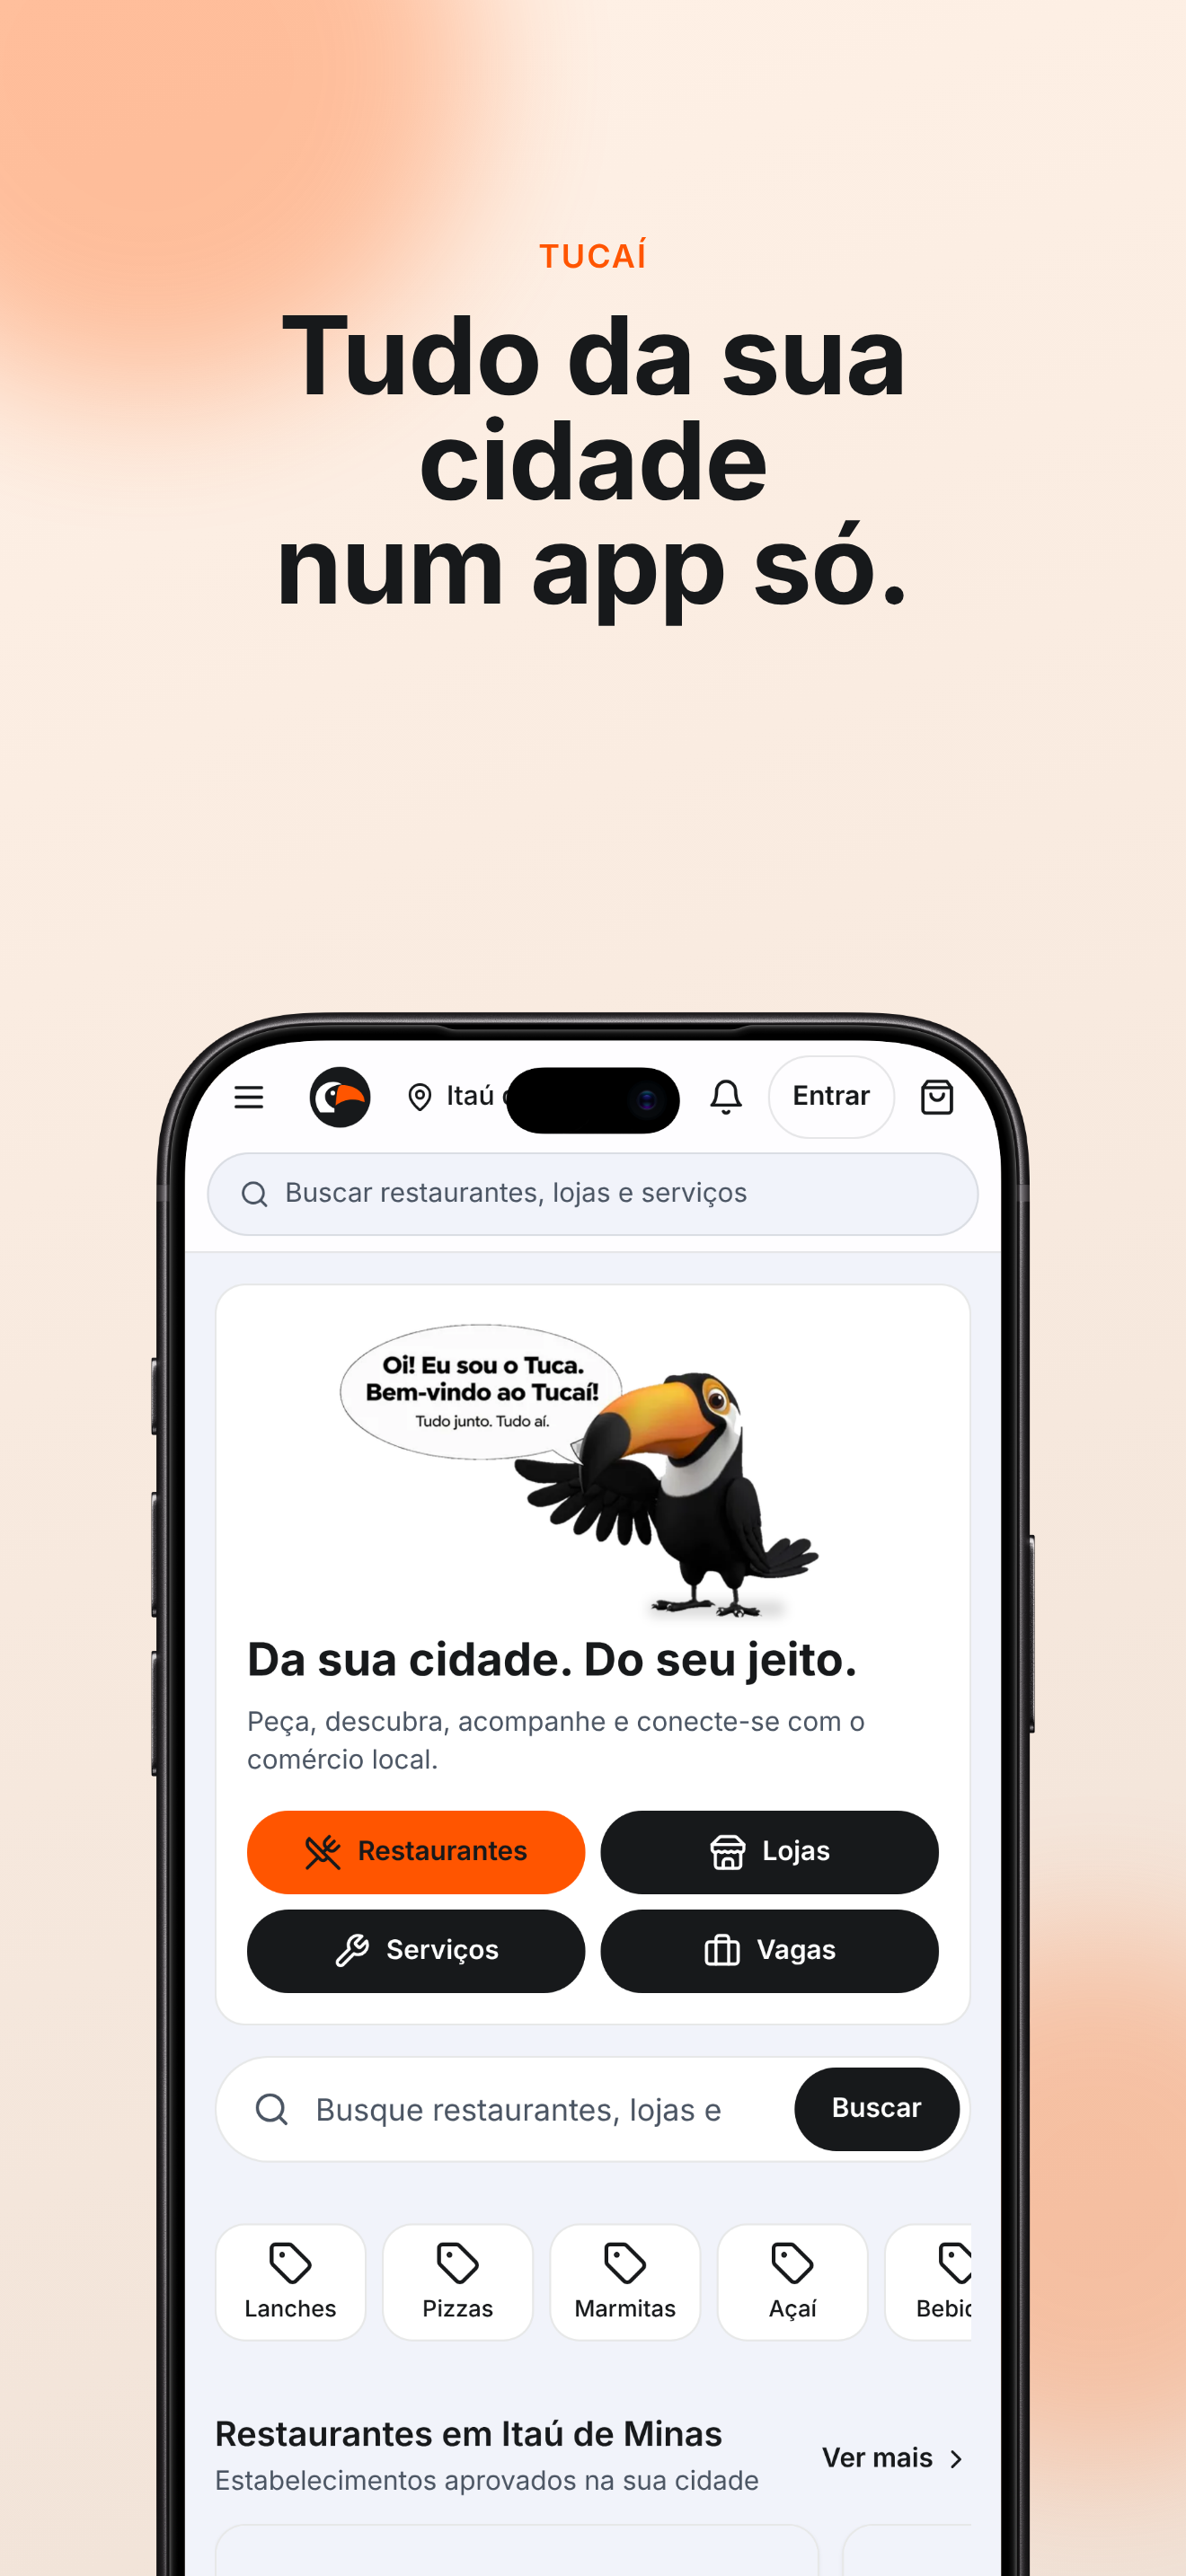 TUCAÍ
Tudo da sua
cidade
num app só.
Itaú
Entrar
Buscar restaurantes, lojas e serviços
Oi! Eu sou o Tuca.
Bem-vindo ao Tucaí!
Tudo junto. Tudo aí.
Da sua cidade. Do seu jeito.
Peça, descubra, acompanhe e conecte-se com o
comércio local.
Restaurantes
Lojas
Serviços
Vagas
Busque restaurantes, lojas e
Buscar
Lanches
Pizzas
Marmitas
Açaí
Restaurantes em Itaú de Minas
Ver mais
Estabelecimentos aprovados na sua cidade